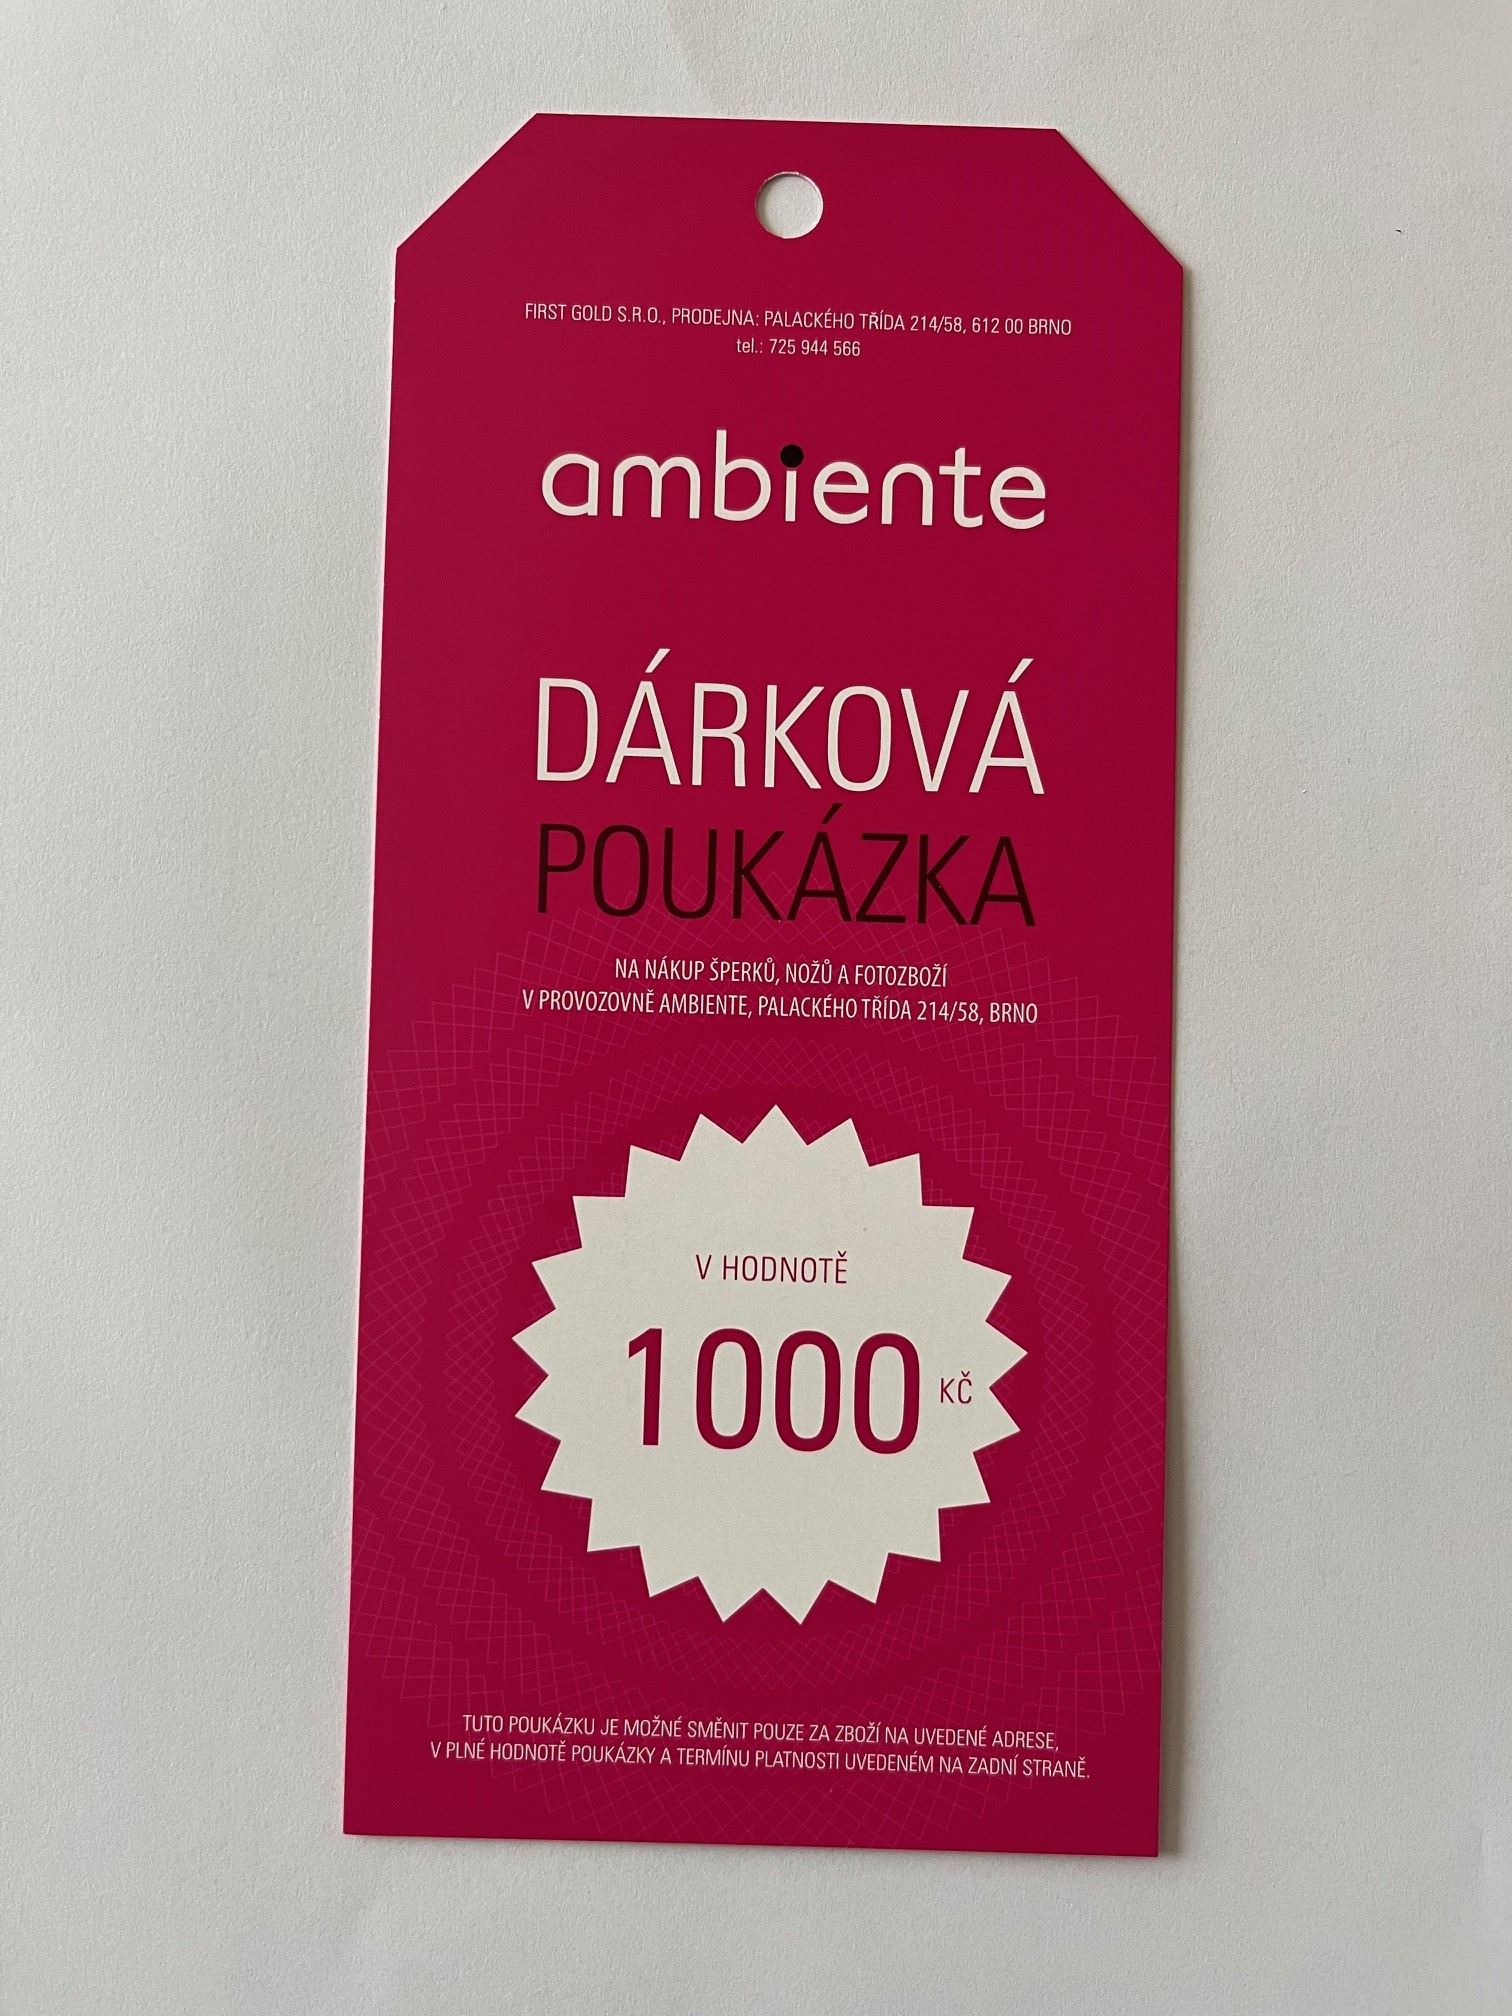 FIRST GOLD S.R.O., PRODEJNA: PALACKÉHO TŘÍDA 214/58, 612 00 BRNO
tel.: 725 944 566
ambiente
DÁRKOVÁ
POUKÁZKA
NA NÁKUP ŠPERKŮ, NOŽŮ A FOTOZBOŽÍ
V PROVOZOVNĚ AMBIENTE, PALACKÉHO TŘÍDA 214/58, BRNO
V HODNOTĚ
1000 KČ
TUTO POUKÁZKU JE MOŽNÉ SMĚNIT POUZE ZA ZBOŽÍ NA UVEDENÉ ADRESE,
V PLNÉ HODNOTĚ POUKÁZKY A TERMÍNU PLATNOSTI UVEDENÉM NA ZADNÍ STRANĚ.